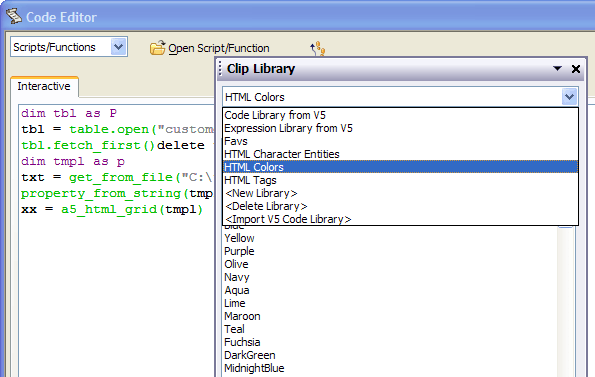 Code Editor
Scripts/Functions
Open Script/Function
Clip Library
Interactive
HTML Colors
dim tbl as P
tbl = table.open("custome
tbl.fetch_first()delete
dim tmpl as p
txt = get_from_file("C:\
property_from_string(tmp
xx = a5_html_grid(tmpl)
Code Library from V5
Expression Library from V5
Favs
HTML Character Entities
HTML Colors
HTML Tags
<New Library>
<Delete Library>
<Import V5 Code Library>
Blue
Yellow
Purple
Olive
Navy
Aqua
Lime
Maroon
Teal
Fuchsia
DarkGreen
MidnightBlue